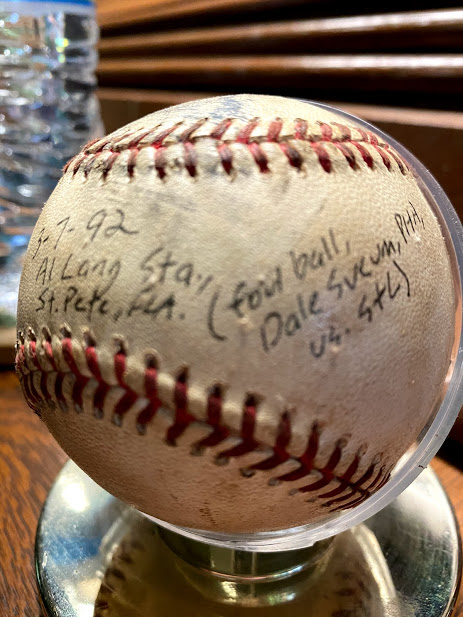 3-7-92
Al Lang Sta.,
St. Pete, FLA.
(foul ball,
Dale Sveum, PHA,
vs. StL)